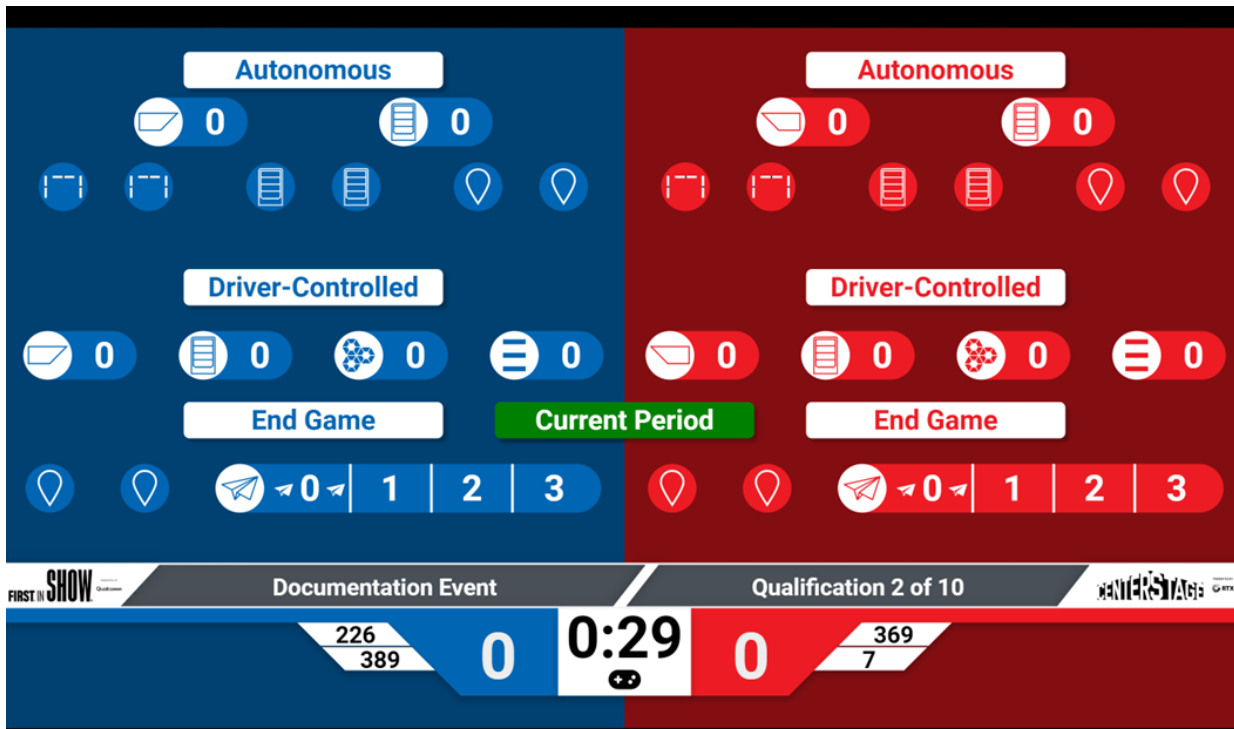 Autonomous Autonomous
0 0 0 0
Driver-Controlled Driver-Controlled
0 0 0 0 0 0 0 0
End Game Current Period End Game
0 1 2 3 0 1 2 3
FIRST IN SHOW Qualcomm Documentation Event Qualification 2 of 10 CENTERSTAGE RTX
226 0 0:29 0 369
389 7